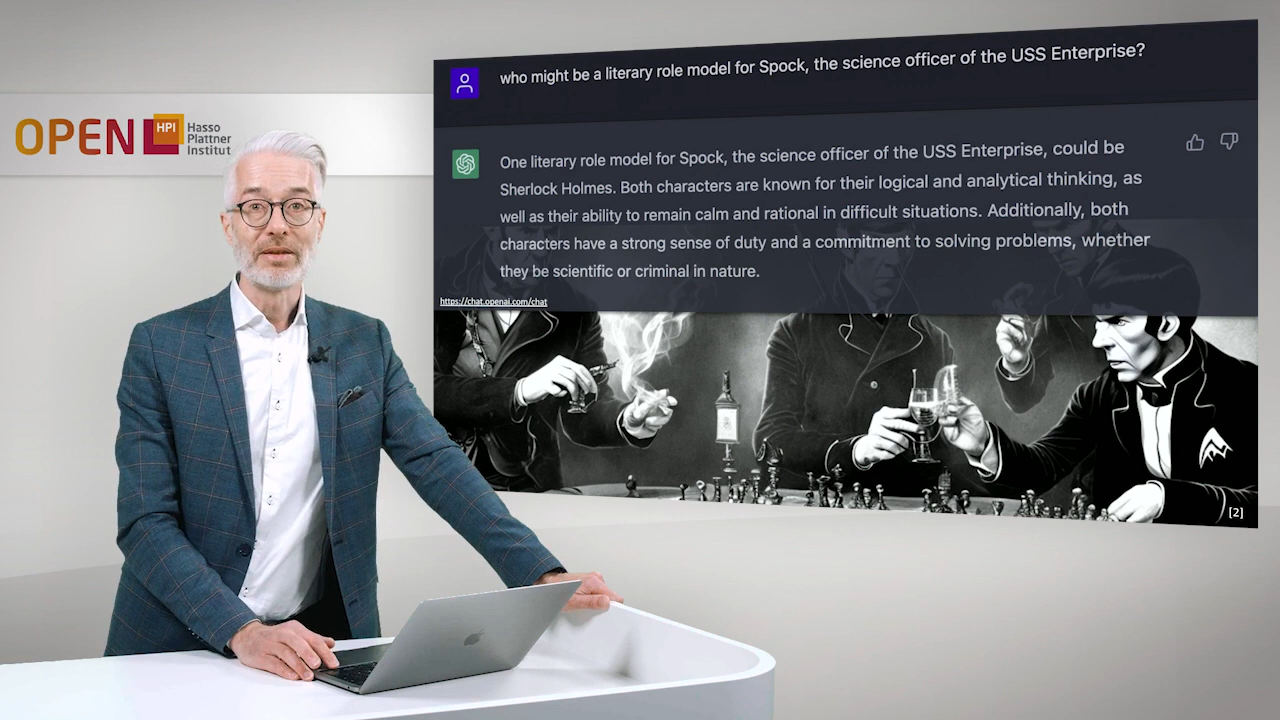 OPEN HPI Hasso
Plattner
Institut
who might be a literary role model for Spock, the science officer of the USS Enterprise?
One literary role model for Spock, the science officer of the USS Enterprise, could be
Sherlock Holmes. Both characters are known for their logical and analytical thinking, as
well as their ability to remain calm and rational in difficult situations. Additionally, both
characters have a strong sense of duty and a commitment to solving problems, whether
they be scientific or criminal in nature.
https://chat.openai.com/chat
[2]